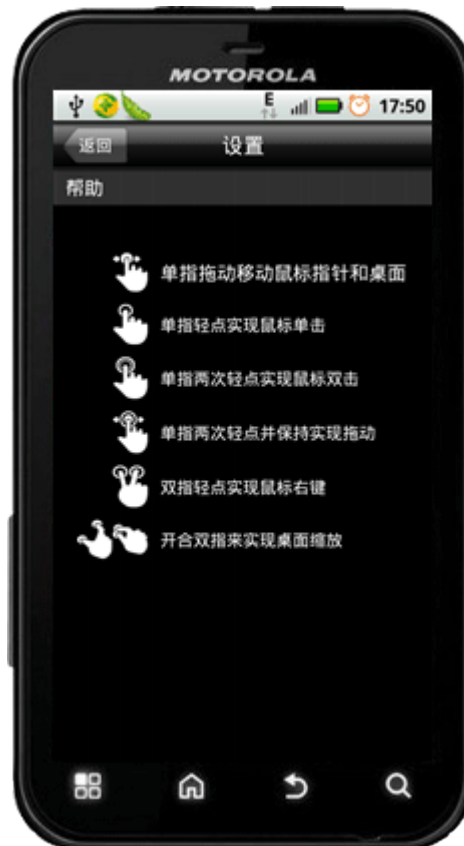 MOTOROLA
E 17:50
返回 设置
帮助
单指拖动移动鼠标指针和桌面
单指轻点实现鼠标单击
单指两次轻点实现鼠标双击
单指两次轻点并保持实现拖动
双指轻点实现鼠标右键
开合双指来实现桌面缩放